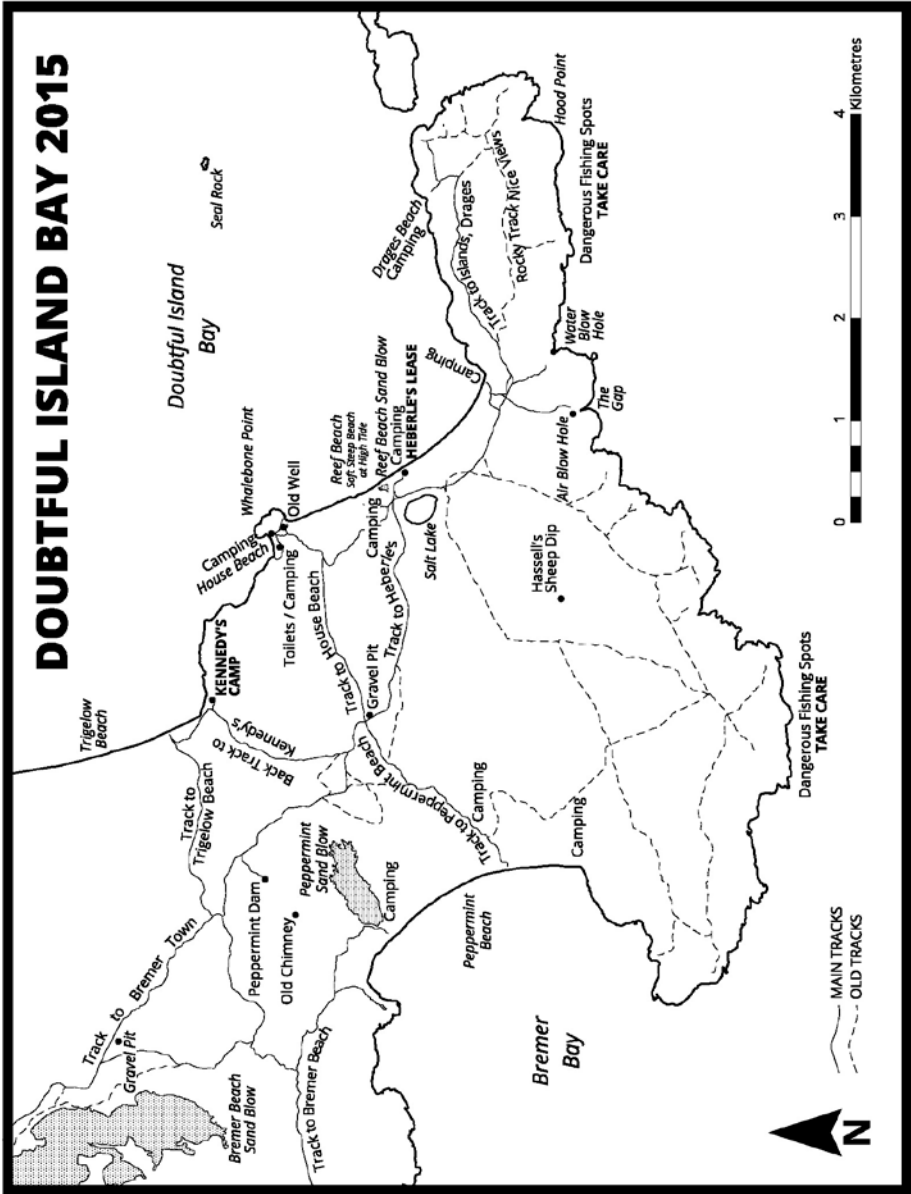 DOUBTFUL ISLAND BAY 2015
Trigelow
Beach
Track to Bremer Town
Gravel Pit
Track to
Trigelow Beach
KENNEDY'S
CAMP
Doubtful Island
Bay
Seal Rock
Whalebone Point
Camping
House Beach
Old Well
Toilets / Camping
Back Track to Kennedy's
Bremer Beach
Sand Blow
Peppermint Dam
Old Chimney
Peppermint
Sand Blow
Track to Bremer Beach
Camping
Track to House Beach
Gravel Pit
Track to Heberle's
Camping
Reef Beach
Soft Steep Beach
at High Tide
Reef Beach Sand Blow
Camping
HEBERLE'S LEASE
Drages Beach
Camping
Camping
Track to Islands, Drages
Rocky Track Nice Views
Hood Point
Dangerous Fishing Spots
TAKE CARE
Water
Blow
Hole
Air Blow Hole
The
Gap
Salt Lake
Hassell's
Sheep Dip
Track to Peppermint Beach
Camping
Camping
Peppermint
Beach
Bremer
Bay
Dangerous Fishing Spots
TAKE CARE
N
MAIN TRACKS
OLD TRACKS
0 1 2 3 4
Kilometres